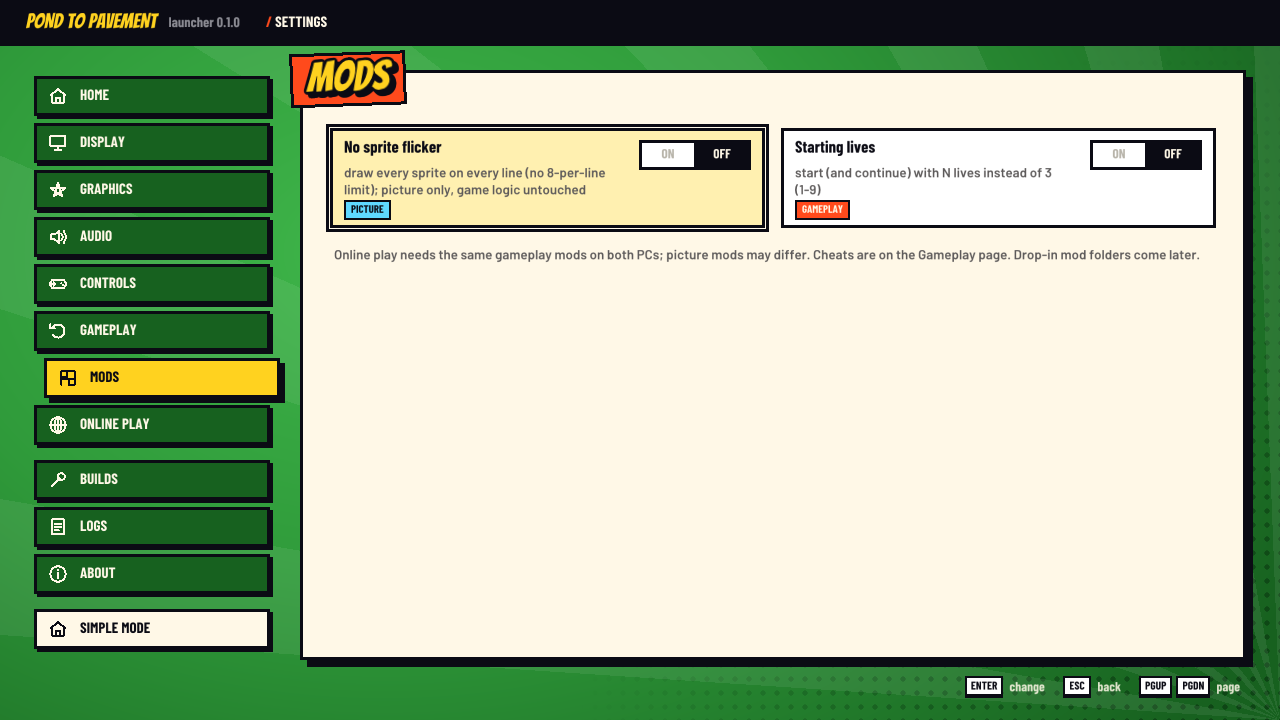 POND TO PAVEMENT launcher 0.1.0 / SETTINGS
MODS
HOME
DISPLAY
GRAPHICS
AUDIO
CONTROLS
GAMEPLAY
MODS
ONLINE PLAY
BUILDS
LOGS
ABOUT
SIMPLE MODE
No sprite flicker
ON OFF
draw every sprite on every line (no 8-per-line
limit); picture only, game logic untouched
PICTURE
Starting lives
ON OFF
start (and continue) with N lives instead of 3
(1-9)
GAMEPLAY
Online play needs the same gameplay mods on both PCs; picture mods may differ. Cheats are on the Gameplay page. Drop-in mod folders come later.
ENTER change ESC back PGUP PGDN page